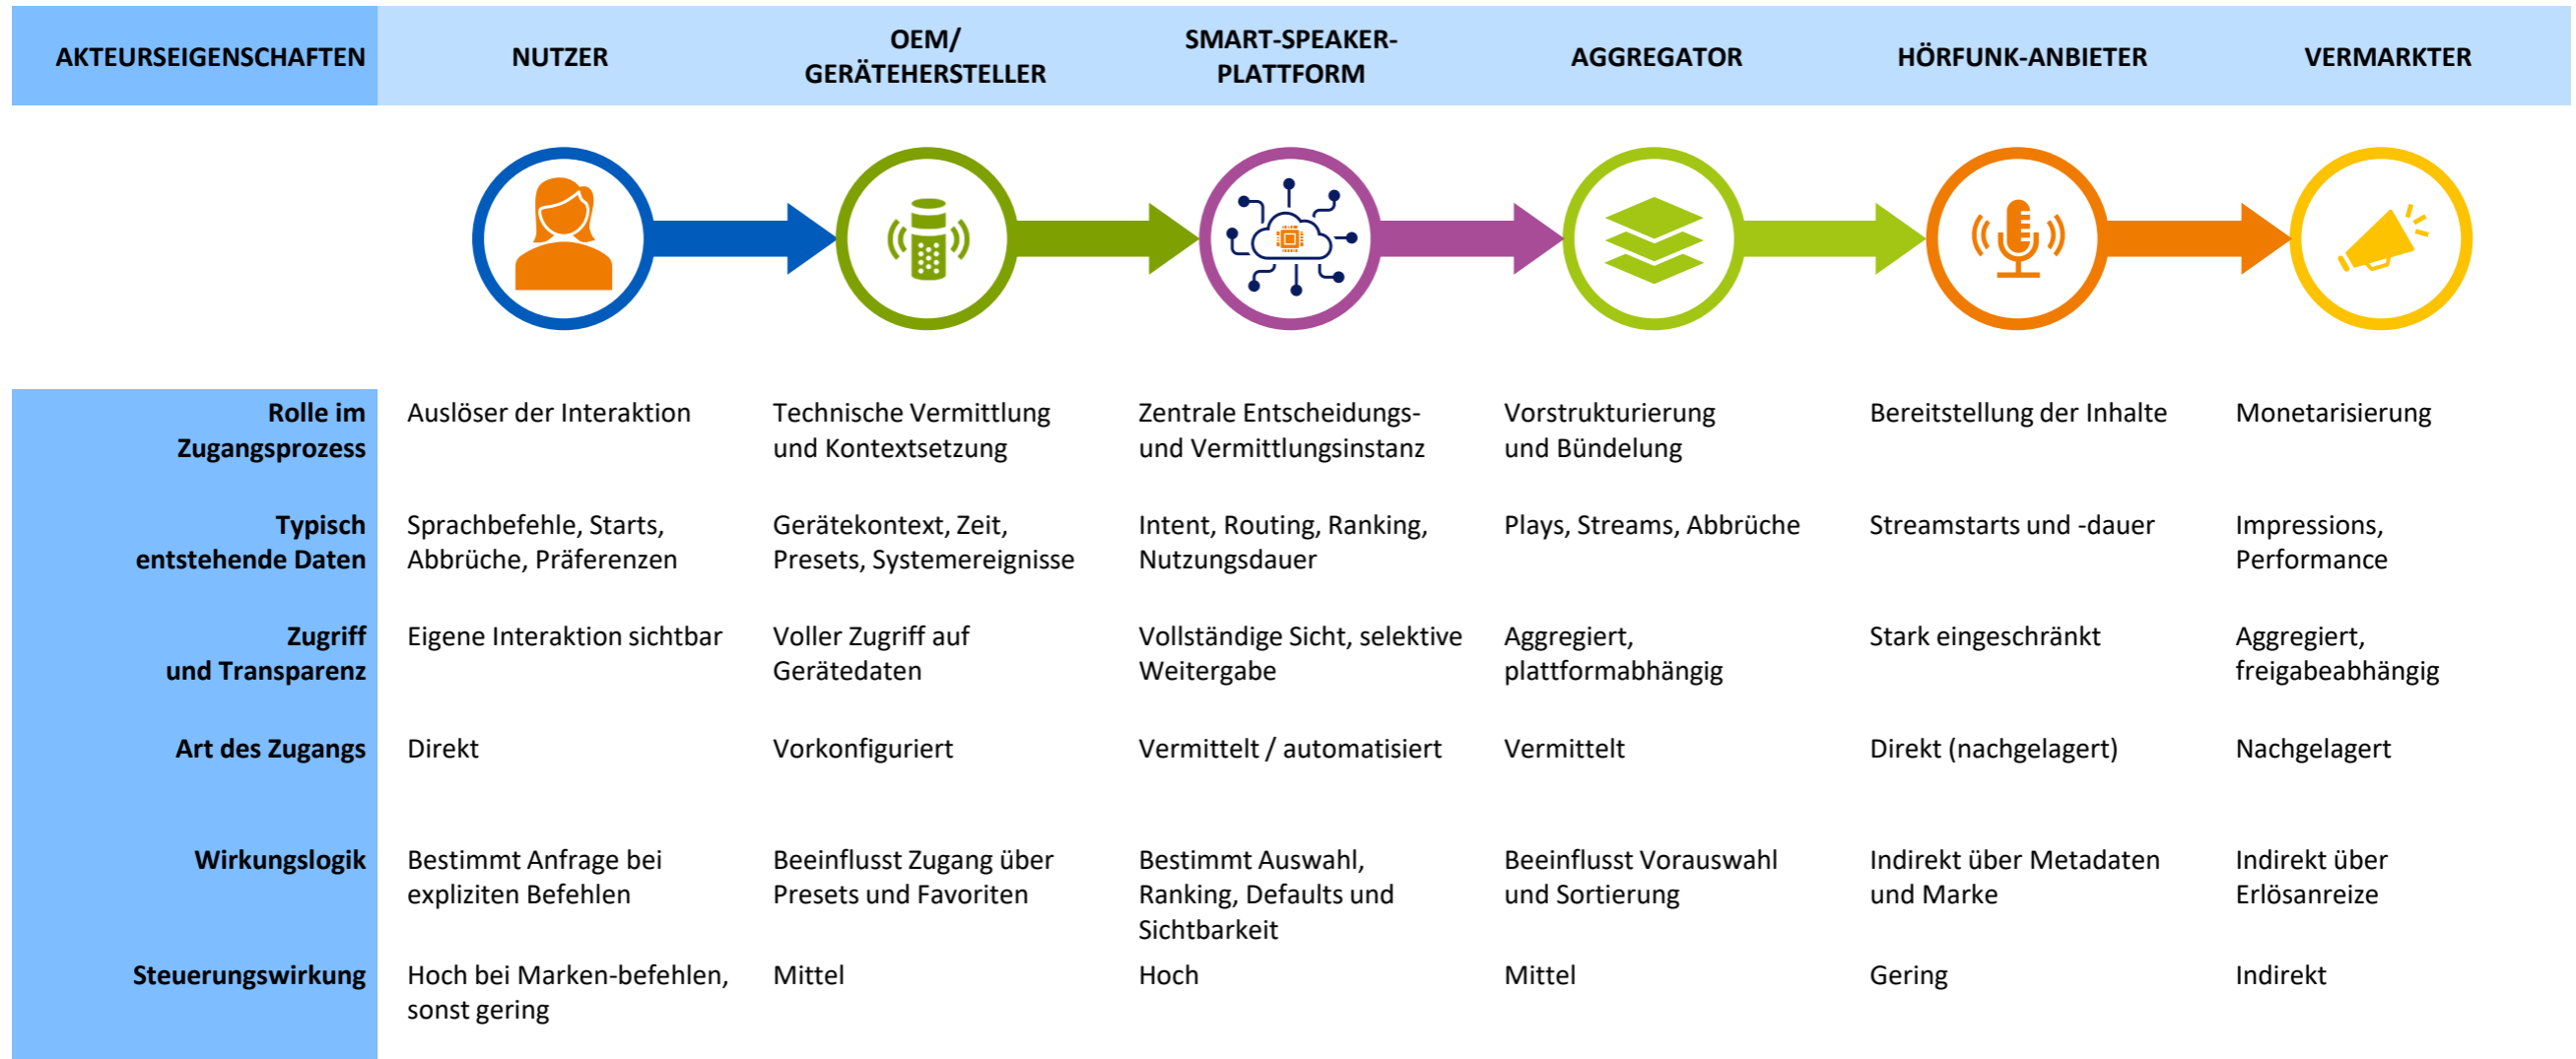 AKTEURSEIGENSCHAFTEN
NUTZER
OEM/
GERÄTEHERSTELLER
SMART-SPEAKER-
PLATTFORM
AGGREGATOR
HÖRFUNK-ANBIETER
VERMARKTER
Rolle im
Zugangsprozess
Auslöser der Interaktion
Technische Vermittlung
und Kontextsetzung
Zentrale Entscheidungs-
und Vermittlungsinstanz
Vorstrukturierung
und Bündelung
Bereitstellung der Inhalte
Monetarisierung
Typisch
entstehende Daten
Sprachbefehle, Starts,
Abbrüche, Präferenzen
Gerätekontext, Zeit,
Presets, Systemereignisse
Intent, Routing, Ranking,
Nutzungsdauer
Plays, Streams, Abbrüche
Streamstarts und -dauer
Impressions,
Performance
Zugriff
und Transparenz
Eigene Interaktion sichtbar
Voller Zugriff auf
Gerätedaten
Vollständige Sicht, selektive
Weitergabe
Aggregiert,
plattformabhängig
Stark eingeschränkt
Aggregiert,
freigabeabhängig
Art des Zugangs
Direkt
Vorkonfiguriert
Vermittelt / automatisiert
Vermittelt
Direkt (nachgelagert)
Nachgelagert
Wirkungslogik
Bestimmt Anfrage bei
expliziten Befehlen
Beeinflusst Zugang über
Presets und Favoriten
Bestimmt Auswahl,
Ranking, Defaults und
Sichtbarkeit
Beeinflusst Vorauswahl
und Sortierung
Indirekt über Metadaten
und Marke
Indirekt über
Erlösanreize
Steuerungswirkung
Hoch bei Marken-befehlen,
sonst gering
Mittel
Hoch
Mittel
Gering
Indirekt